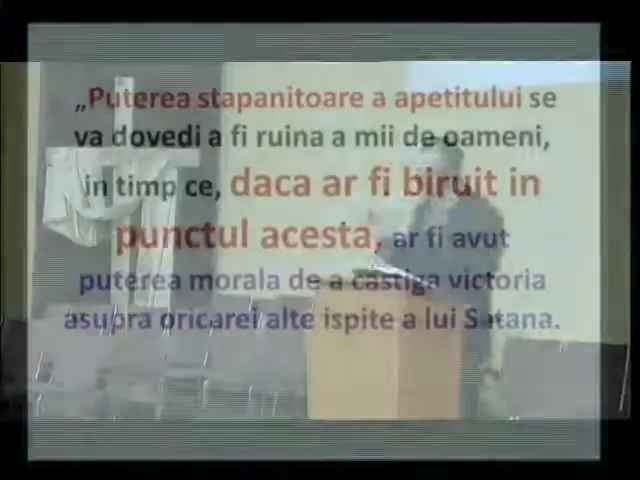 „Puterea stapanitoare a apetitului se
va dovedi a fi ruina a mii de oameni,
in timp ce, daca ar fi biruit in
punctul acesta, ar fi avut
puterea morala de a castiga victoria
asupra oricarei alte ispite a lui Satana.